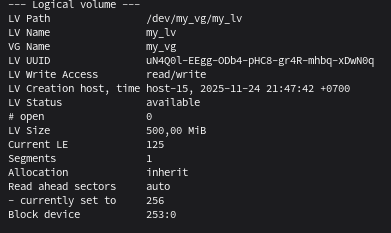 --- Logical volume ---
LV Path                /dev/my_vg/my_lv
LV Name                my_lv
VG Name                my_vg
LV UUID                uN4Q0l-EEgg-ODb4-pHC8-gr4R-mhbq-xDwN0q
LV Write Access        read/write
LV Creation host, time host-15, 2025-11-24 21:47:42 +0700
LV Status              available
# open                 0
LV Size                500,00 MiB
Current LE             125
Segments               1
Allocation             inherit
Read ahead sectors     auto
- currently set to     256
Block device           253:0